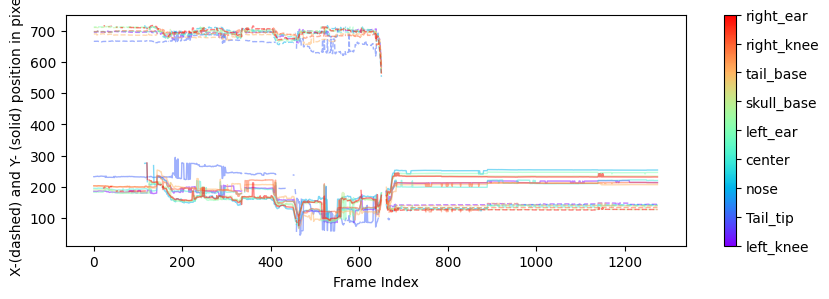 X-(dashed) and Y- (solid) position in pixe
700
600
500
400
300
200
100
0
200
400
600
800
1000
1200
Frame Index
right_ear
right_knee
tail_base
skull_base
left_ear
center
nose
Tail_tip
left_knee